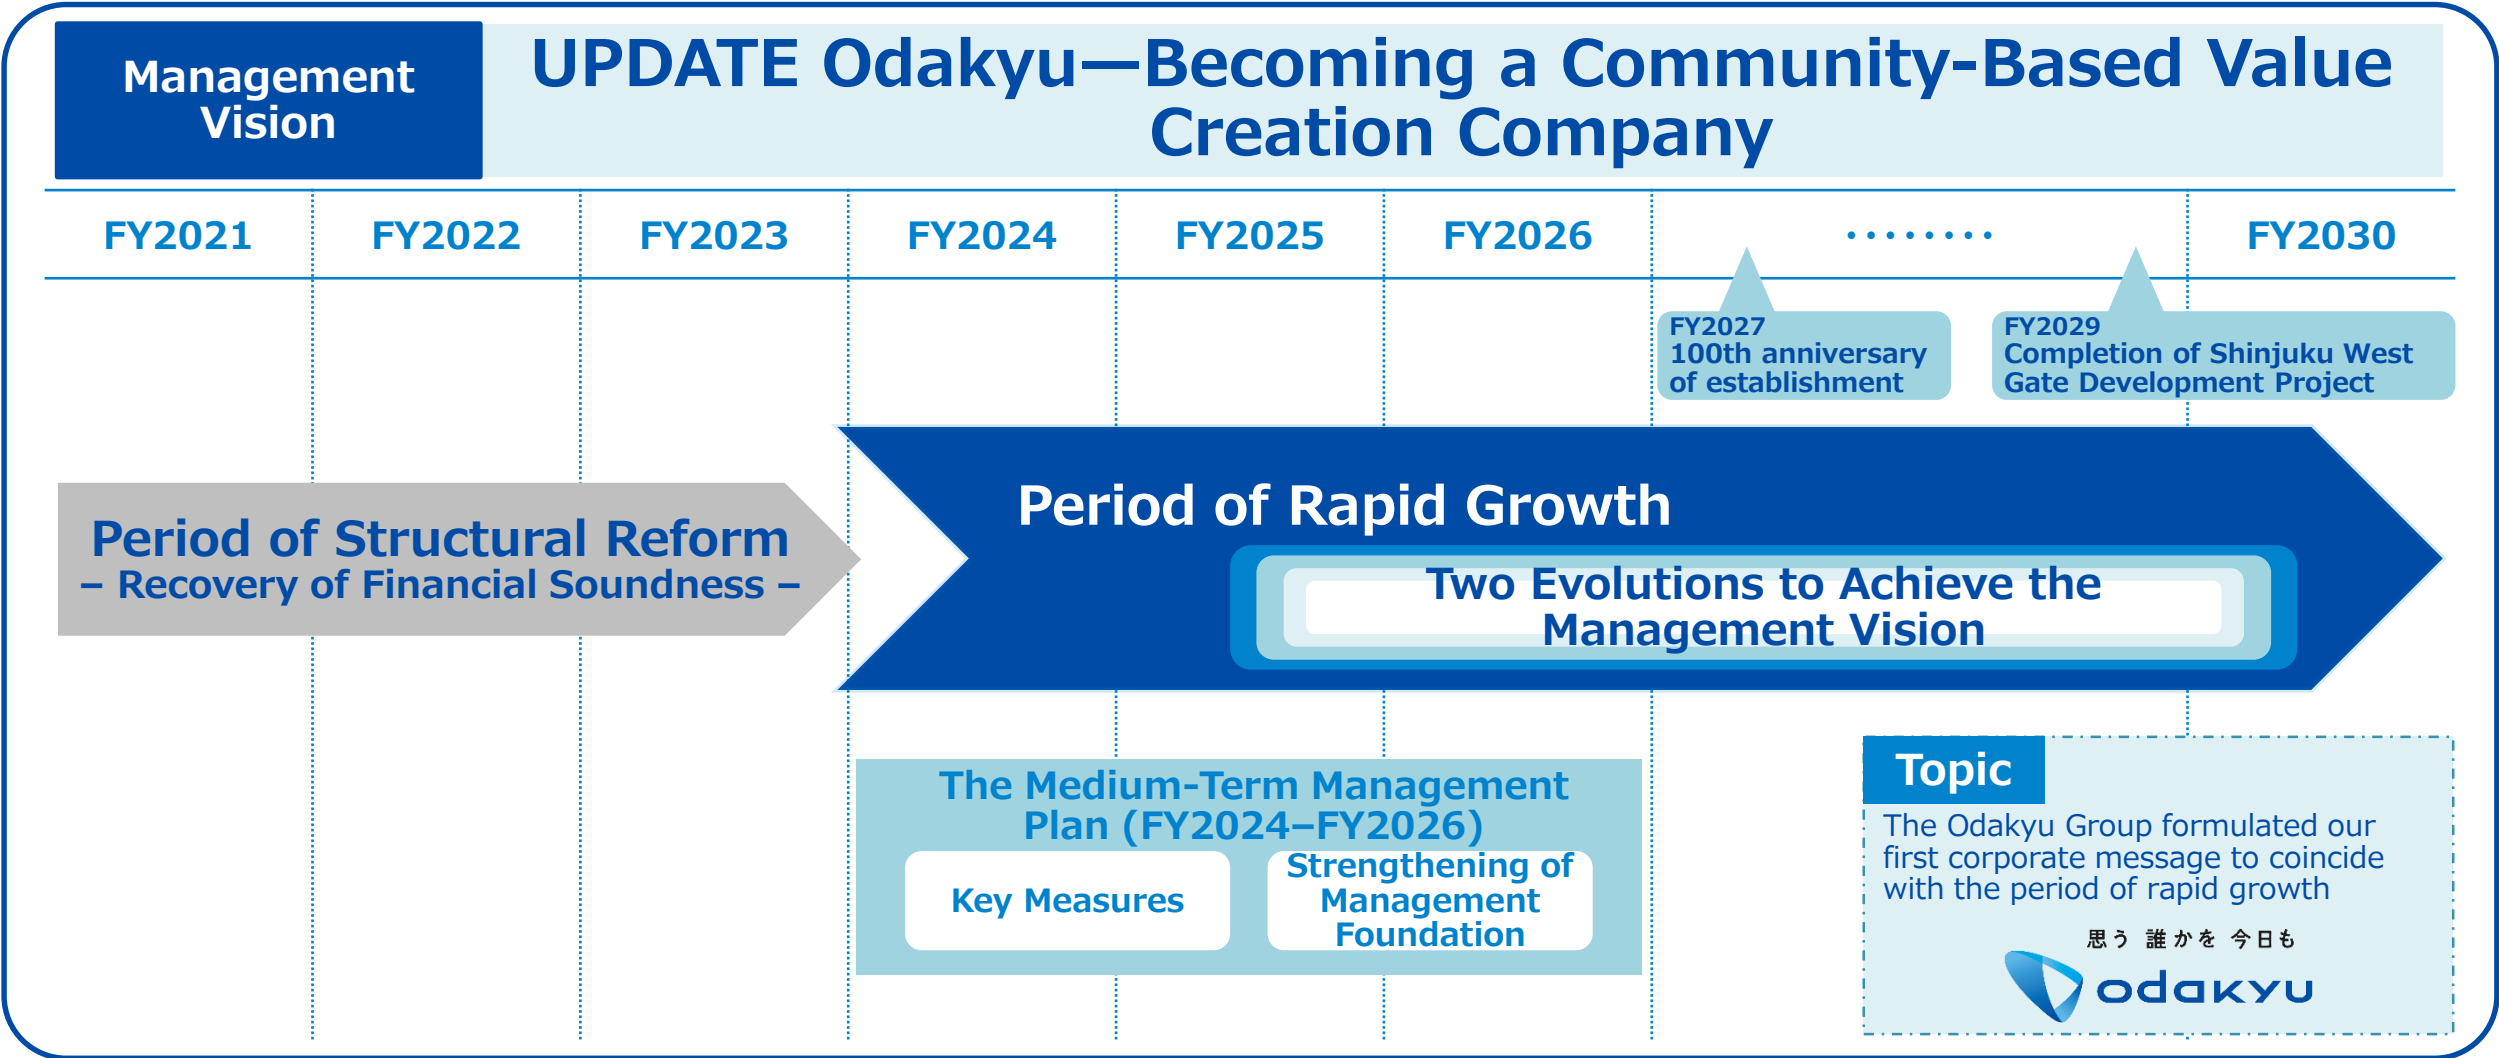 Management
Vision
UPDATE Odakyu—Becoming a Community-Based Value
Creation Company
FY2021
FY2022
FY2023
FY2024
FY2025
FY2026
・・・・・・・・
FY2030
FY2027
100th anniversary
of establishment
FY2029
Completion of Shinjuku West
Gate Development Project
Period of Structural Reform
– Recovery of Financial Soundness –
Period of Rapid Growth
Two Evolutions to Achieve the
Management Vision
The Medium-Term Management
Plan (FY2024–FY2026)
Key Measures
Strengthening of
Management
Foundation
Topic
The Odakyu Group formulated our
first corporate message to coincide
with the period of rapid growth
思う 誰かを 今日も
odakyu